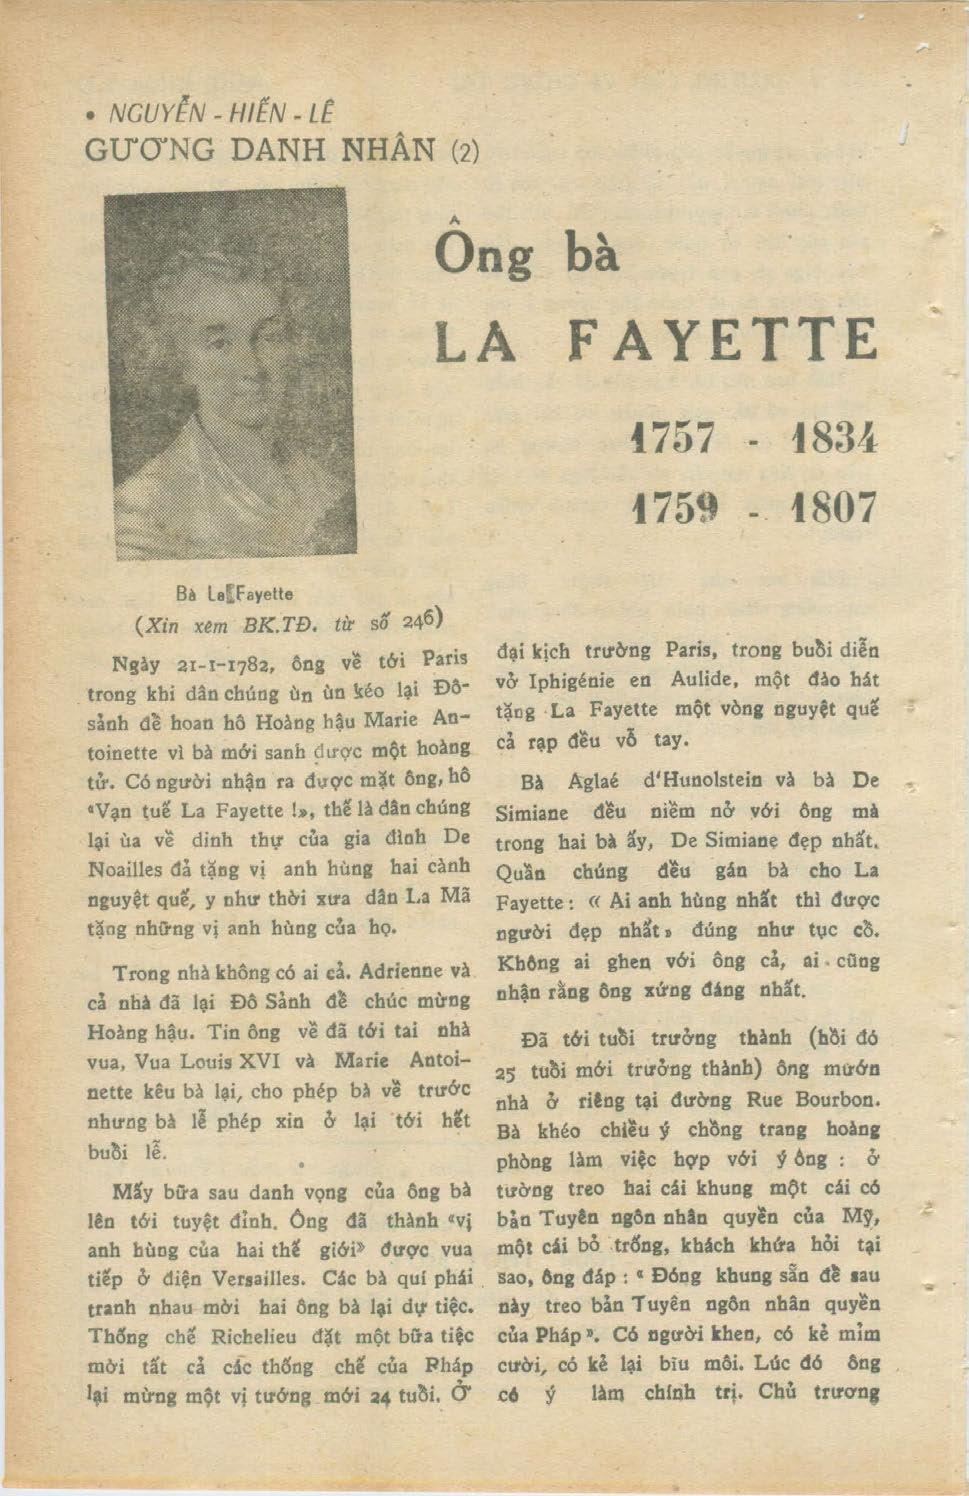 • NGUYỄN - HIẾN - LÊ
GƯƠNG DANH NHÂN (2)
Ông bà
LA FAYETTE
1757 - 1834
1759 - 1807
Bà La Fayette
(Xin xem BK.TĐ. từ số 246)
Ngày 21-1-1782, ông về tới Paris
trong khi dân chúng ùn ùn kéo lại Đô-
sảnh để hoan hô Hoàng hậu Marie An-
toinette vì bà mới sanh được một hoàng
tử. Có người nhận ra được mặt ông, hô
«Vạn tuế La Fayette !», thế là dân chúng
lại ùa về dinh thự của gia đình De
Noailles đả tặng vị anh hùng hai cành
nguyệt quế, y như thời xưa dân La Mã
tặng những vị anh hùng của họ.
Trong nhà không có ai cả. Adrienne và
cả nhà đã lại Đô Sảnh để chúc mừng
Hoàng hậu. Tin ông về đã tới tai nhà
vua, Vua Louis XVI và Marie Antoi-
nette kêu bà lại, cho phép bà về trước
nhưng bà lễ phép xin ở lại tới hết
buổi lễ.
Mấy bữa sau danh vọng của ông bà
lên tới tuyệt đỉnh. Ông đã thành «vị
anh hùng của hai thế giới» được vua
tiếp ở điện Versailles. Các bà quí phái
tranh nhau mời hai ông bà lại dự tiệc.
Thống chế Richelieu đặt một bữa tiệc
mời tất cả các thống chế của Pháp
lại mừng một vị tướng mới 24 tuổi. Ở
đại kịch trường Paris, trong buổi diễn
vở Iphigénie en Aulide, một đào hát
tặng La Fayette một vòng nguyệt quế
cả rạp đều vỗ tay.
Bà Aglaé d'Hunolstein và bà De
Simiane đều niềm nở với ông mà
trong hai bà ấy, De Simiane đẹp nhất.
Quần chúng đều gán bà cho La
Fayette : « Ai anh hùng nhất thì được
người đẹp nhất» đúng như tục cổ.
Không ai ghen với ông cả, ai cũng
nhận rằng ông xứng đáng nhất.
Đã tới tuổi trưởng thành (hồi đó
25 tuổi mới trưởng thành) ông mướn
nhà ở riêng tại đường Rue Bourbon.
Bà khéo chiều ý chồng trang hoàng
phòng làm việc hợp với ý ông : ở
tường treo hai cái khung một cái có
bản Tuyên ngôn nhân quyền của Mỹ,
một cái bỏ trống, khách khứa hỏi tại
sao, ông đáp : « Đóng khung sẵn để sau
này treo bản Tuyên ngôn nhân quyền
của Pháp». Có người khen, có kẻ mỉm
cười, có kẻ lại bĩu môi. Lúc đó ông
có ý làm chính trị. Chủ trương